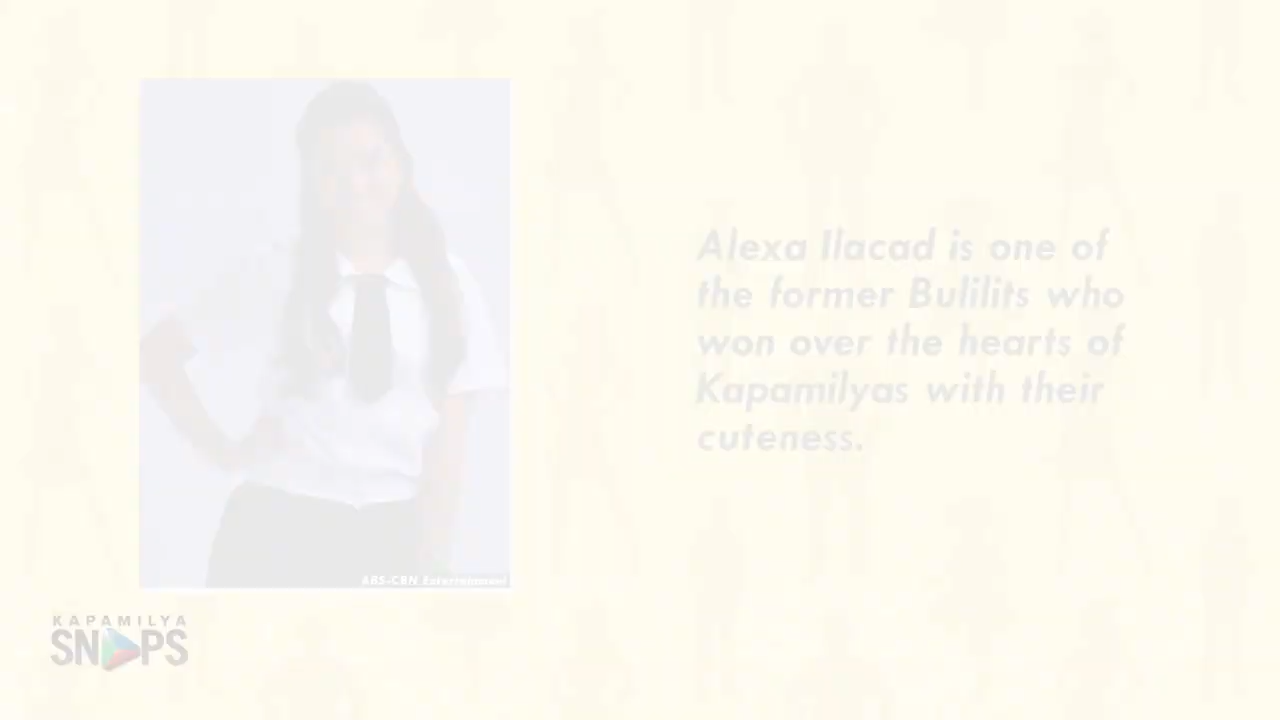 Alexa Ilacad is one of
the former Bulilits who
won over the hearts of
Kapamilyas with their
cuteness.
ABS-CBN Entertainment
KAPAMILYA
SNAPS